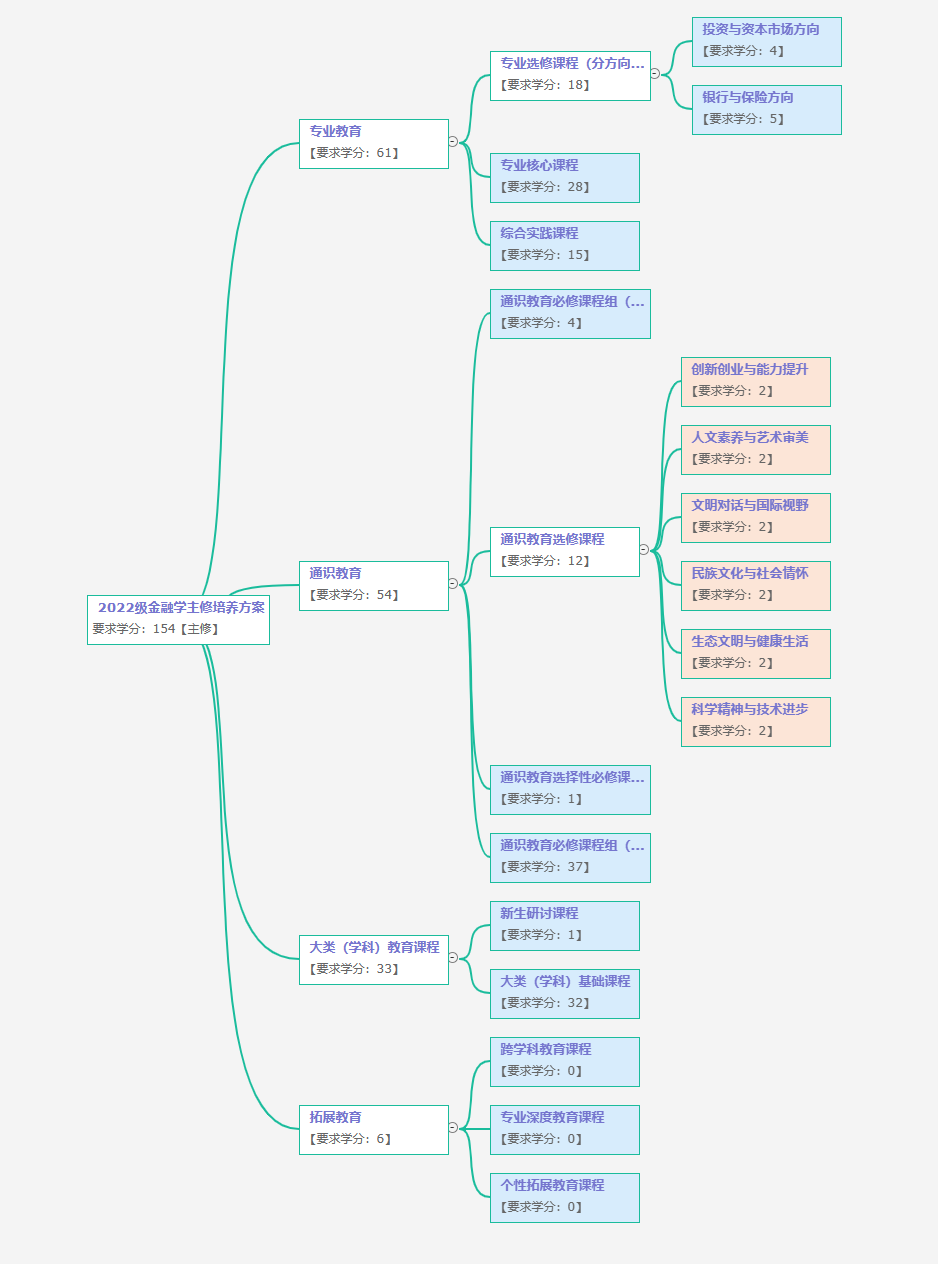 投资与资本市场方向
【要求学分：4】
专业选修课程（分方向...
【要求学分：18】
银行与保险方向
【要求学分：5】
专业教育
【要求学分：61】
专业核心课程
【要求学分：28】
综合实践课程
【要求学分：15】
通识教育必修课程组（...
【要求学分：4】
创新创业与能力提升
【要求学分：2】
人文素养与艺术审美
【要求学分：2】
文明对话与国际视野
【要求学分：2】
通识教育选修课程
【要求学分：12】
通识教育
【要求学分：54】
民族文化与社会情怀
【要求学分：2】
2022级金融学主修培养方案
要求学分：154【主修】
生态文明与健康生活
【要求学分：2】
科学精神与技术进步
【要求学分：2】
通识教育选择性必修课...
【要求学分：1】
通识教育必修课程组（...
【要求学分：37】
新生研讨课程
【要求学分：1】
大类（学科）教育课程
【要求学分：33】
大类（学科）基础课程
【要求学分：32】
跨学科教育课程
【要求学分：0】
拓展教育
【要求学分：6】
专业深度教育课程
【要求学分：0】
个性拓展教育课程
【要求学分：0】